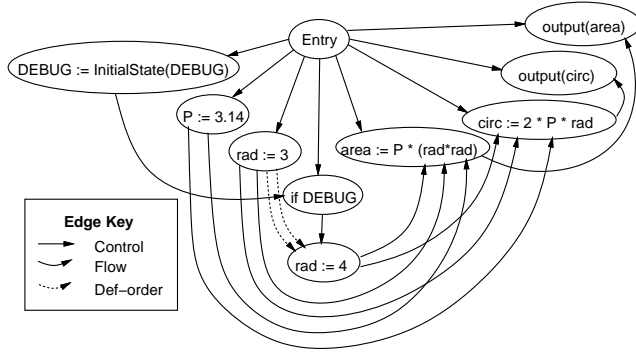 output(area)
Entry
DEBUG := InitialState(DEBUG)
output(circ)
P := 3.14
circ := 2 * P * rad
rad := 3
area := P * (rad*rad)
if DEBUG
rad := 4
Edge Key
Control
Flow
Def−order